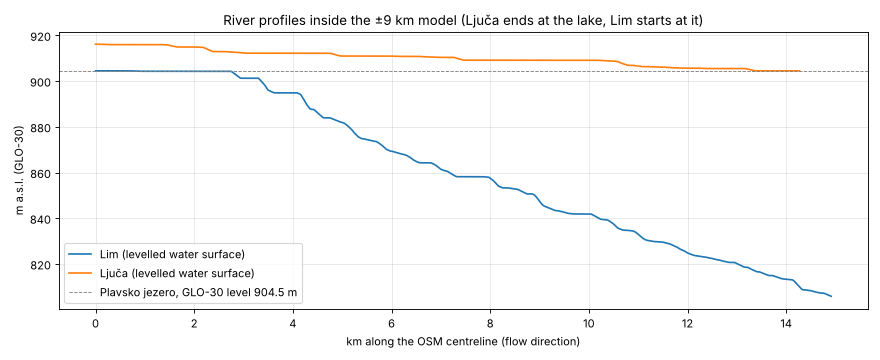 River profiles inside the ±9 km model (Ljuča ends at the lake, Lim starts at it)
920
900
880
860
840
820
m a.s.l. (GLO-30)
Lim (levelled water surface)
Ljuča (levelled water surface)
Plavsko jezero, GLO-30 level 904.5 m
0 2 4 6 8 10 12 14
km along the OSM centreline (flow direction)